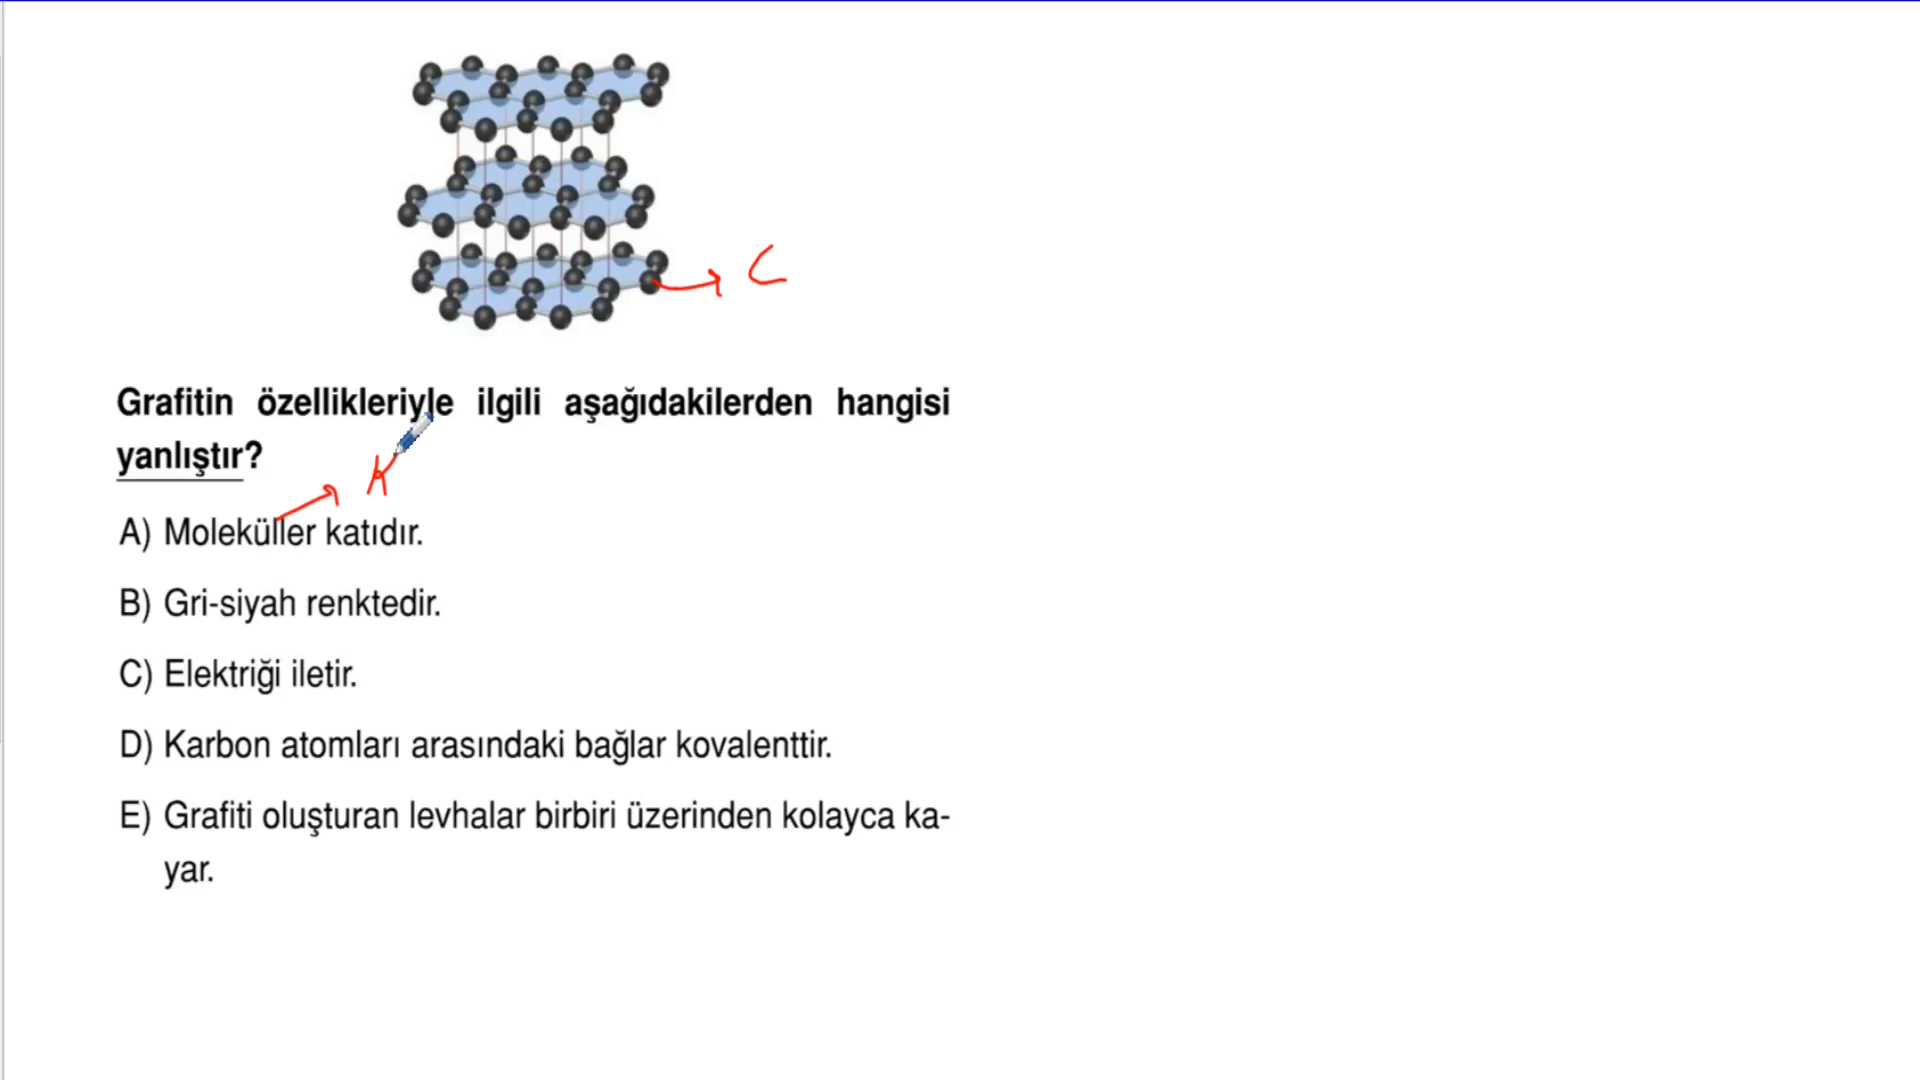 C
Grafitin özellikleriyle ilgili aşağıdakilerden hangisi
yanlıştır?
K
A) Moleküller katıdır.
B) Gri-siyah renktedir.
C) Elektriği iletir.
D) Karbon atomları arasındaki bağlar kovalenttir.
E) Grafiti oluşturan levhalar birbiri üzerinden kolayca ka-
yar.